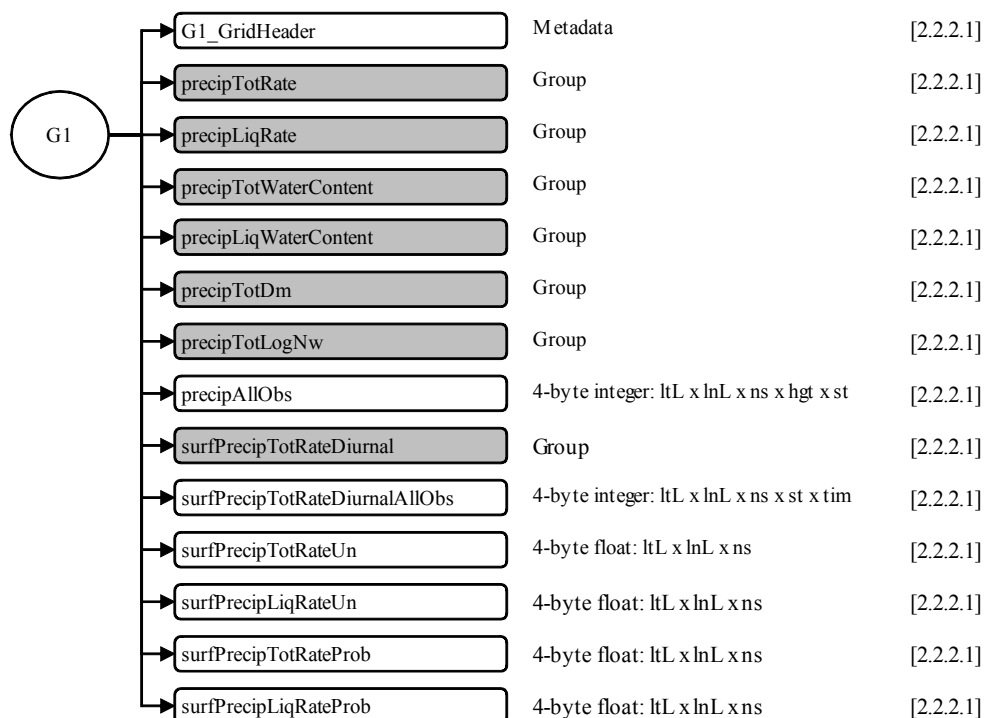 G1_GridHeader Metadata [2.2.2.1]
precipTotRate Group [2.2.2.1]
G1
precipLiqRate Group [2.2.2.1]
precipTotWaterContent Group [2.2.2.1]
precipLiqWaterContent Group [2.2.2.1]
precipTotDm Group [2.2.2.1]
precipTotLogNw Group [2.2.2.1]
precipAllObs 4-byte integer: ltL x lnL x ns x hgt x st [2.2.2.1]
surfPrecipTotRateDiurnal Group [2.2.2.1]
surfPrecipTotRateDiurnalAllObs 4-byte integer: ltL x lnL x ns x st x tim [2.2.2.1]
surfPrecipTotRateUn 4-byte float: ltL x lnL x ns [2.2.2.1]
surfPrecipLiqRateUn 4-byte float: ltL x lnL x ns [2.2.2.1]
surfPrecipTotRateProb 4-byte float: ltL x lnL x ns [2.2.2.1]
surfPrecipLiqRateProb 4-byte float: ltL x lnL x ns [2.2.2.1]